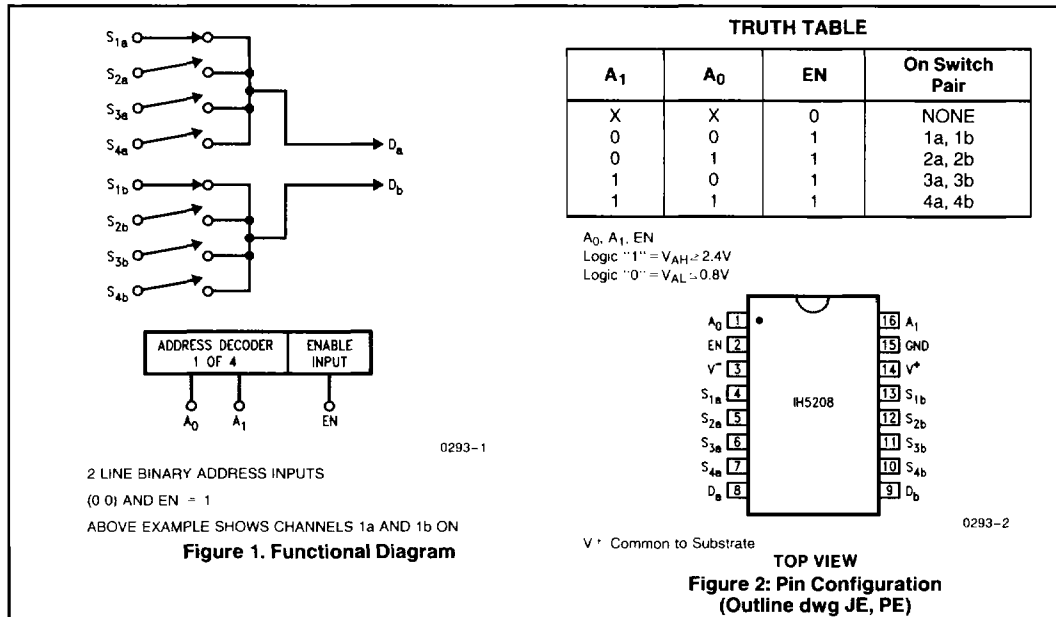 S1a
S2a
S3a
S4a
Da
S1b
Db
S2b
S3b
S4b
ADDRESS DECODER
1 OF 4
ENABLE
INPUT
A0 A1 EN
0293-1
2 LINE BINARY ADDRESS INPUTS
(0 0) AND EN = 1
ABOVE EXAMPLE SHOWS CHANNELS 1a AND 1b ON
Figure 1. Functional Diagram
TRUTH TABLE
A1 A0 EN On Switch Pair
X X 0 NONE
0 0 1 1a, 1b
0 1 1 2a, 2b
1 0 1 3a, 3b
1 1 1 4a, 4b
A0, A1, EN
Logic "1" = VAH ≥ 2.4V
Logic "0" = VAL ≤ 0.8V
A0 1 16 A1
EN 2 15 GND
V- 3 14 V+
S1a 4 13 S1b
IH5208
S2a 5 12 S2b
S3a 6 11 S3b
S4a 7 10 S4b
Da 8 9 Db
0293-2
V+ Common to Substrate
TOP VIEW
Figure 2: Pin Configuration
(Outline dwg JE, PE)